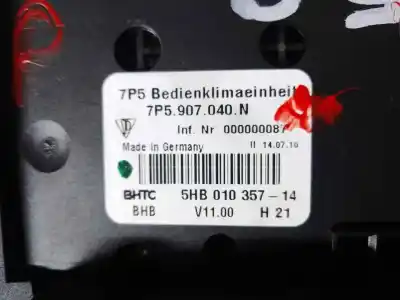 7P5 Bedienklimaeinheit
7P5.907.040.N
Inf. Nr 000000087
Made in Germany II 14.07.10
BHTC 5HB 010 357-14
BHB V11.00 H 21